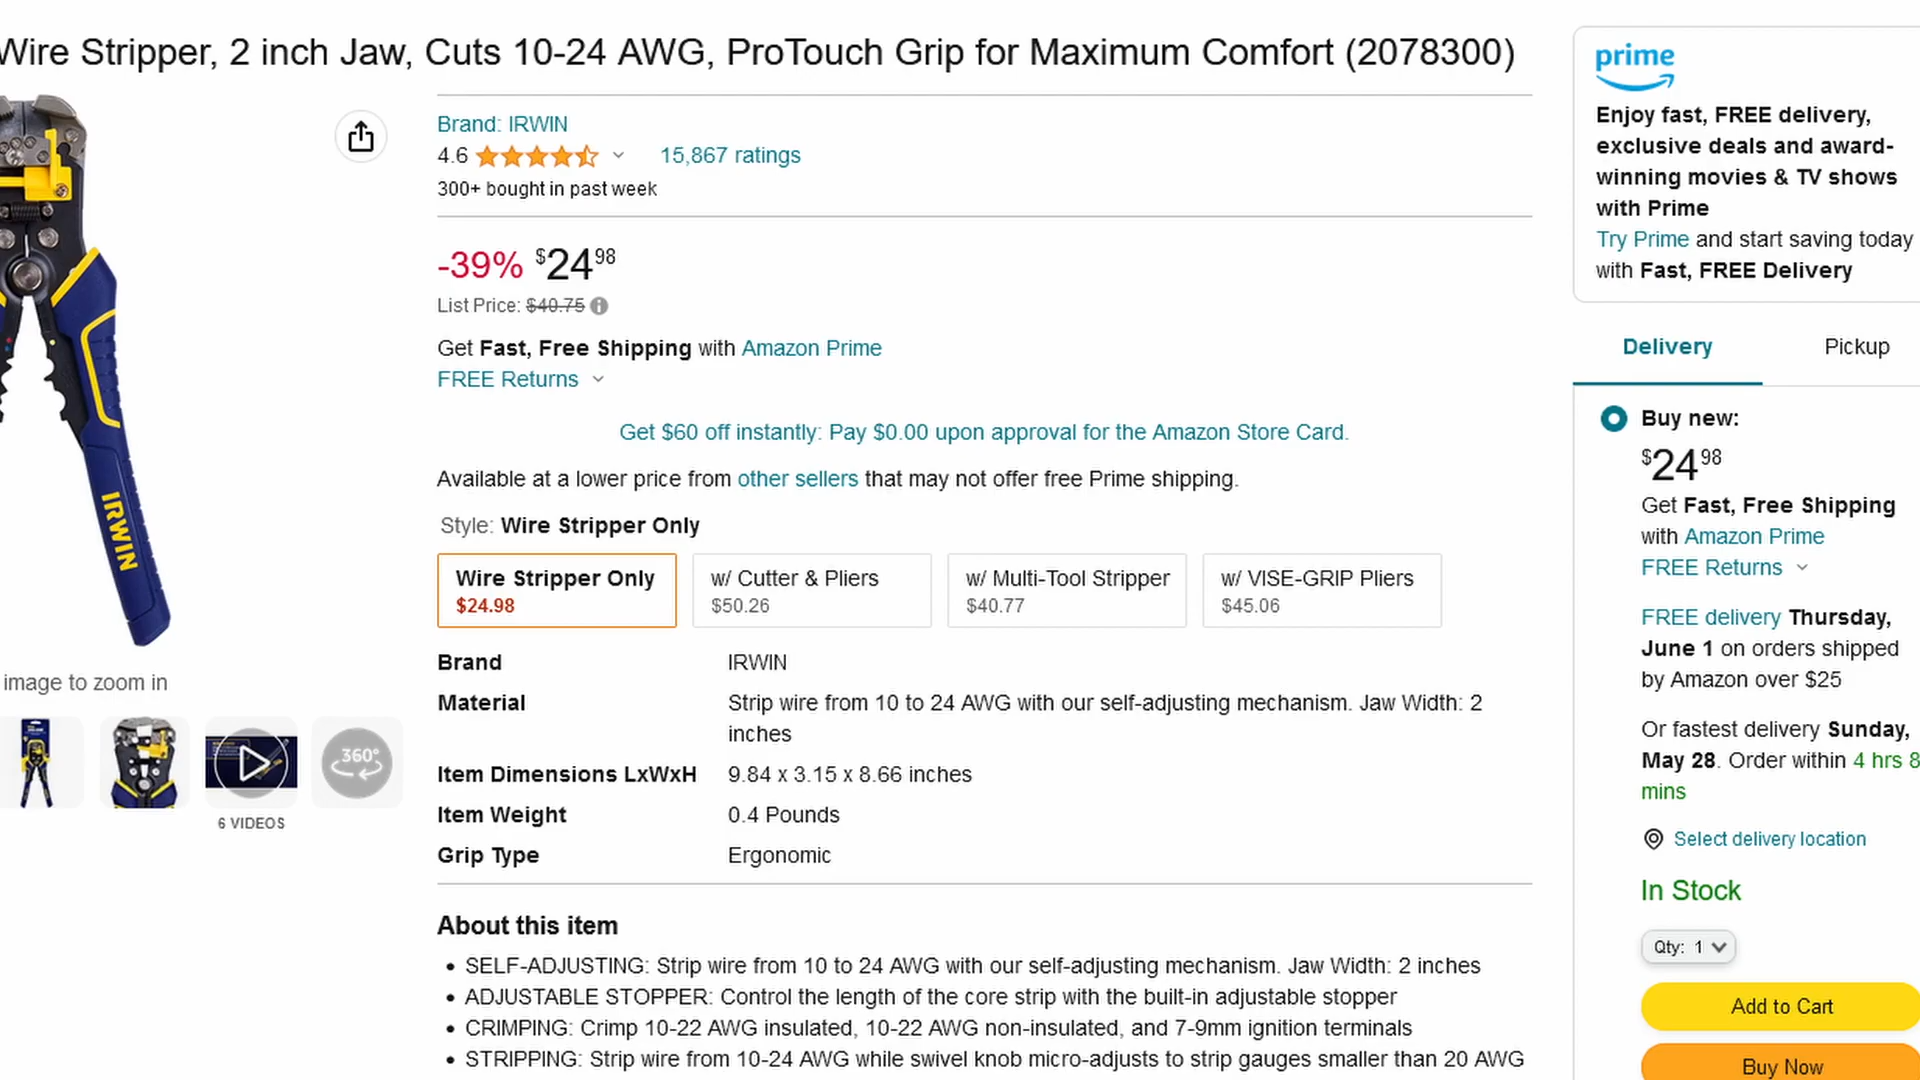 Wire Stripper, 2 inch Jaw, Cuts 10-24 AWG, ProTouch Grip for Maximum Comfort (2078300)
IRWIN
image to zoom in
360°
6 VIDEOS
Brand: IRWIN
4.6 15,867 ratings
300+ bought in past week
-39% $24.98
List Price: $40.75
Get Fast, Free Shipping with Amazon Prime
FREE Returns
Get $60 off instantly: Pay $0.00 upon approval for the Amazon Store Card.
Available at a lower price from other sellers that may not offer free Prime shipping.
Style: Wire Stripper Only
Wire Stripper Only
$24.98
w/ Cutter & Pliers
$50.26
w/ Multi-Tool Stripper
$40.77
w/ VISE-GRIP Pliers
$45.06
Brand IRWIN
Material Strip wire from 10 to 24 AWG with our self-adjusting mechanism. Jaw Width: 2
inches
Item Dimensions LxWxH 9.84 x 3.15 x 8.66 inches
Item Weight 0.4 Pounds
Grip Type Ergonomic
About this item
• SELF-ADJUSTING: Strip wire from 10 to 24 AWG with our self-adjusting mechanism. Jaw Width: 2 inches
• ADJUSTABLE STOPPER: Control the length of the core strip with the built-in adjustable stopper
• CRIMPING: Crimp 10-22 AWG insulated, 10-22 AWG non-insulated, and 7-9mm ignition terminals
• STRIPPING: Strip wire from 10-24 AWG while swivel knob micro-adjusts to strip gauges smaller than 20 AWG
prime
Enjoy fast, FREE delivery,
exclusive deals and award-
winning movies & TV shows
with Prime
Try Prime and start saving today
with Fast, FREE Delivery
Delivery
Pickup
Buy new:
$24.98
Get Fast, Free Shipping
with Amazon Prime
FREE Returns
FREE delivery Thursday,
June 1 on orders shipped
by Amazon over $25
Or fastest delivery Sunday,
May 28. Order within 4 hrs 8
mins
Select delivery location
In Stock
Qty: 1
Add to Cart
Buy Now